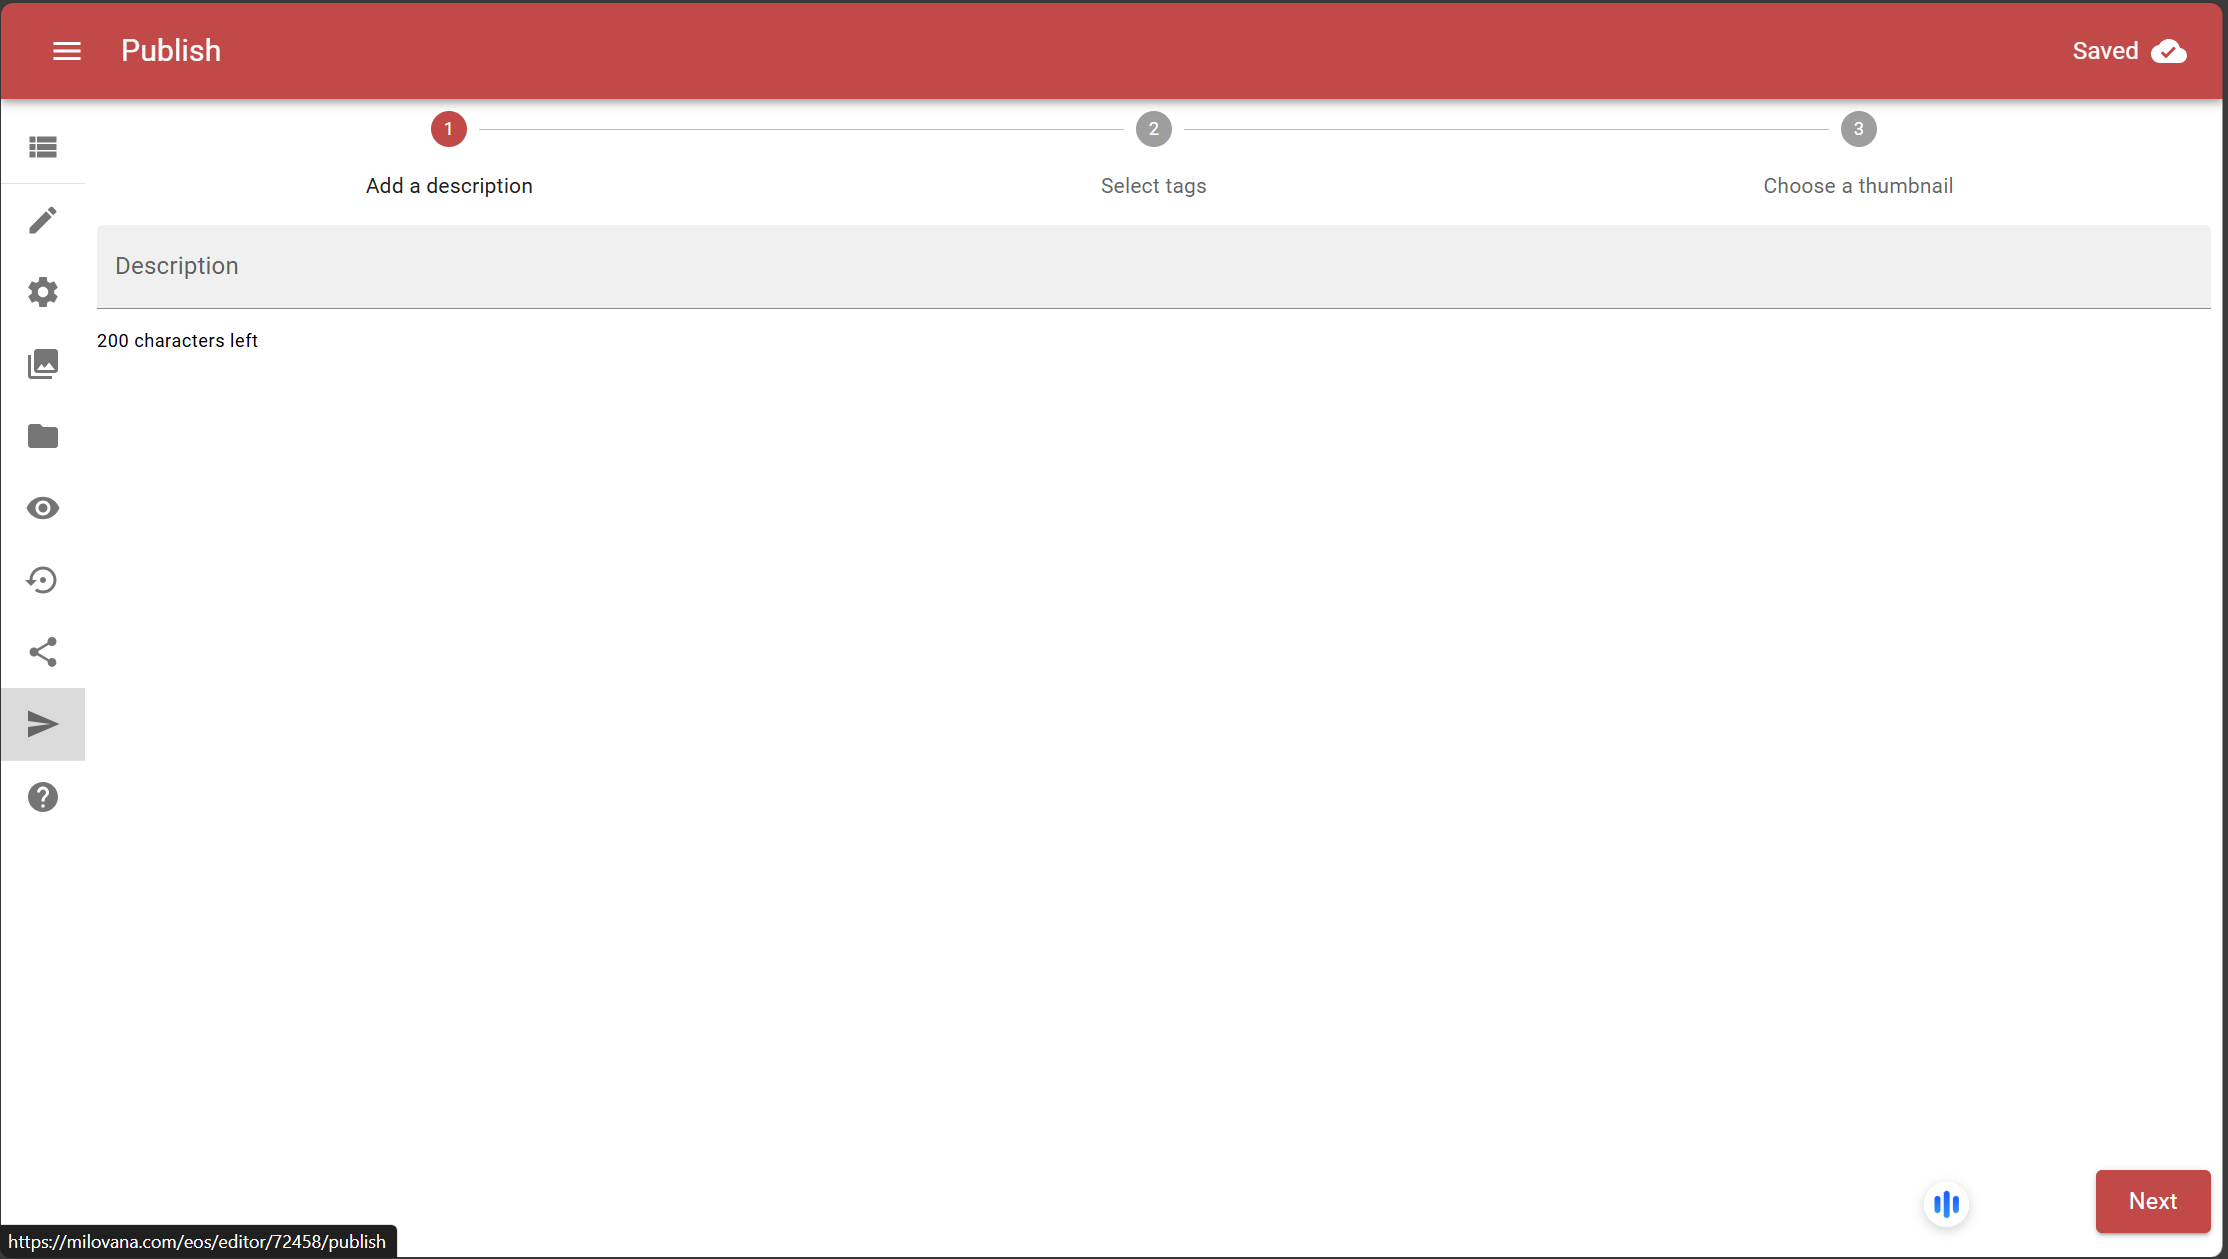 Publish
Saved
1
2
3
Add a description
Select tags
Choose a thumbnail
Description
200 characters left
Next
https://milovana.com/eos/editor/72458/publish